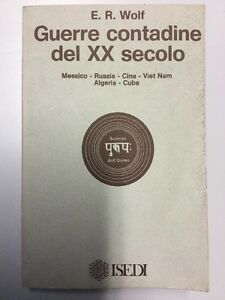 E. R. Wolf
Guerre contadine
del XX secolo
Messico - Russia - Cina - Viet Nam
Algeria - Cuba
Scienze
पुरुषः
dell'Uomo
ISEDI